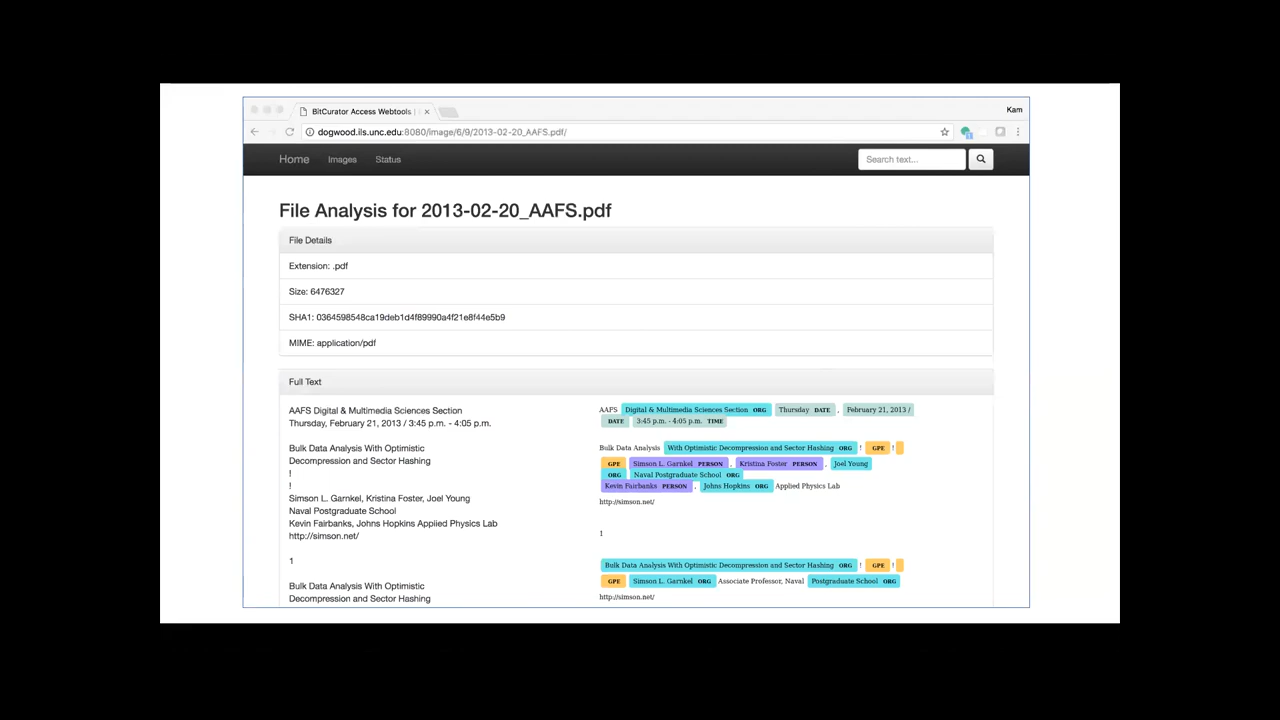 BitCurator Access Webtools |
Kam
dogwood.ils.unc.edu:8080/image/6/9/2013-02-20_AAFS.pdf/
Home Images Status Search text...
File Analysis for 2013-02-20_AAFS.pdf
File Details
Extension: .pdf
Size: 6476327
SHA1: 0364598548ca19deb1d4f89990a4f21e8f44e5b9
MIME: application/pdf
Full Text
AAFS Digital & Multimedia Sciences Section
Thursday, February 21, 2013 / 3:45 p.m. - 4:05 p.m.
Bulk Data Analysis With Optimistic
Decompression and Sector Hashing
!
!
Simson L. Garnkel, Kristina Foster, Joel Young
Naval Postgraduate School
Kevin Fairbanks, Johns Hopkins Appliied Physics Lab
http://simson.net/
1
Bulk Data Analysis With Optimistic
Decompression and Sector Hashing
AAFS Digital & Multimedia Sciences Section ORG Thursday DATE , February 21, 2013 /
DATE 3:45 p.m. - 4:05 p.m. TIME
Bulk Data Analysis With Optimistic Decompression and Sector Hashing ORG ! GPE !
GPE Simson L. Garnkel PERSON , Kristina Foster PERSON , Joel Young
ORG Naval Postgraduate School ORG
Kevin Fairbanks PERSON , Johns Hopkins ORG Applied Physics Lab
http://simson.net/
1
Bulk Data Analysis With Optimistic Decompression and Sector Hashing ORG ! GPE !
GPE Simson L. Garnkel ORG Associate Professor, Naval Postgraduate School ORG
http://simson.net/